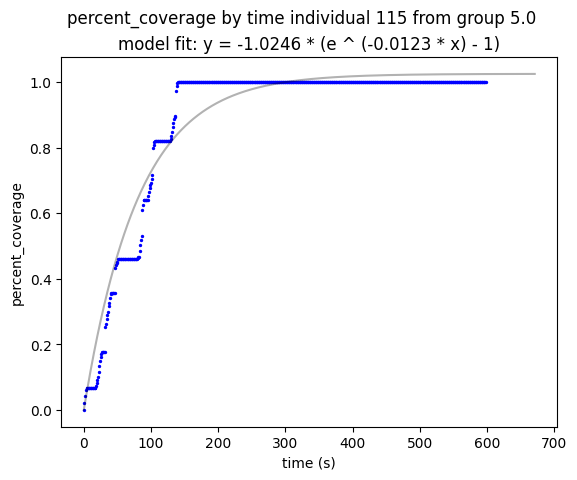 percent_coverage by time individual 115 from group 5.0
model fit: y = -1.0246 * (e ^ (-0.0123 * x) - 1)
percent_coverage
1.0
0.8
0.6
0.4
0.2
0.0
0 100 200 300 400 500 600 700
time (s)